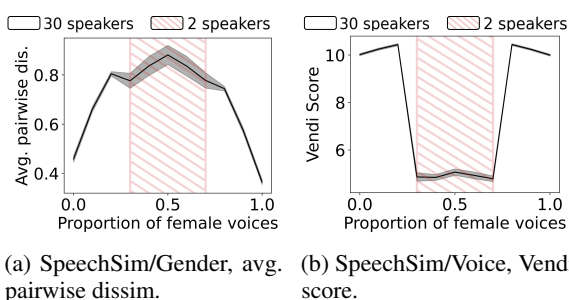 30 speakers 2 speakers
Avg. pairwise dis.
0.8
0.6
0.4
0.0 0.5 1.0
Proportion of female voices
(a) SpeechSim/Gender, avg.
pairwise dissim.
30 speakers 2 speakers
Vendi Score
10
8
6
0.0 0.5 1.0
Proportion of female voices
(b) SpeechSim/Voice, Vendi
score.